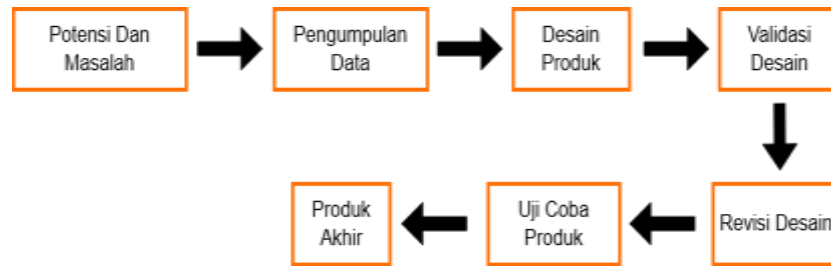 Potensi Dan
Masalah
Pengumpulan
Data
Desain
Produk
Validasi
Desain
Revisi Desain
Uji Coba
Produk
Produk
Akhir